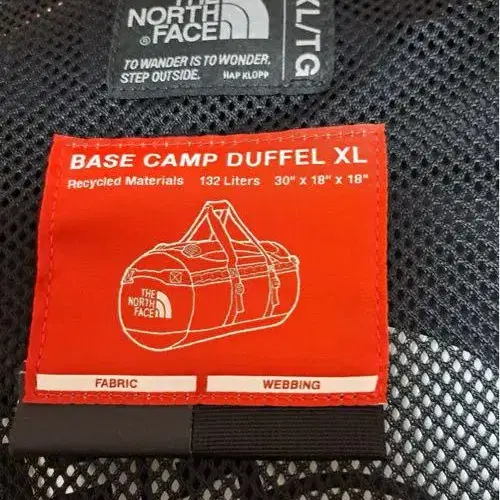 THE
NORTH
FACE
®
TO WANDER IS TO WONDER,
STEP OUTSIDE. HAP KLOPP
XL/TG
BASE CAMP DUFFEL XL
Recycled Materials 132 Liters 30" x 18" x 18"
THE
NORTH
FACE
FABRIC WEBBING